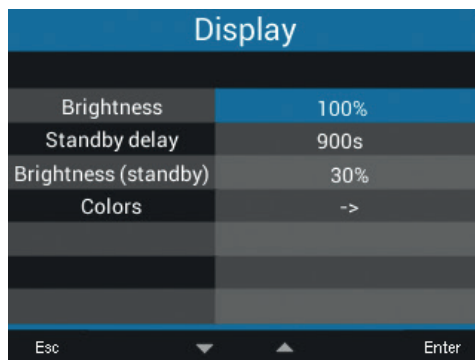 Display
Brightness 100%
Standby delay 900s
Brightness (standby) 30%
Colors ->
Esc Enter